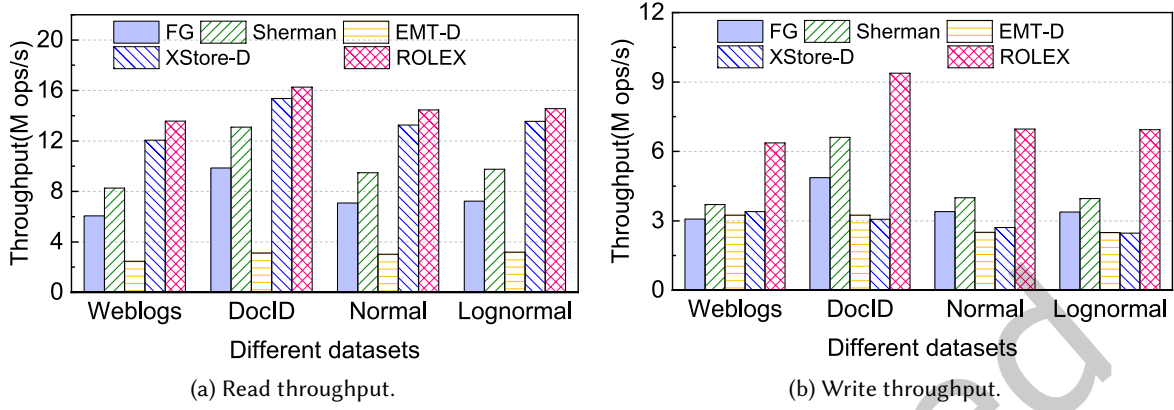 Throughput(M ops/s)
20
16
12
8
4
0
FG Sherman EMT-D
XStore-D ROLEX
Weblogs DocID Normal Lognormal
Different datasets
(a) Read throughput.
Throughput(M ops/s)
12
9
6
3
0
FG Sherman EMT-D
XStore-D ROLEX
Weblogs DocID Normal Lognormal
Different datasets
(b) Write throughput.